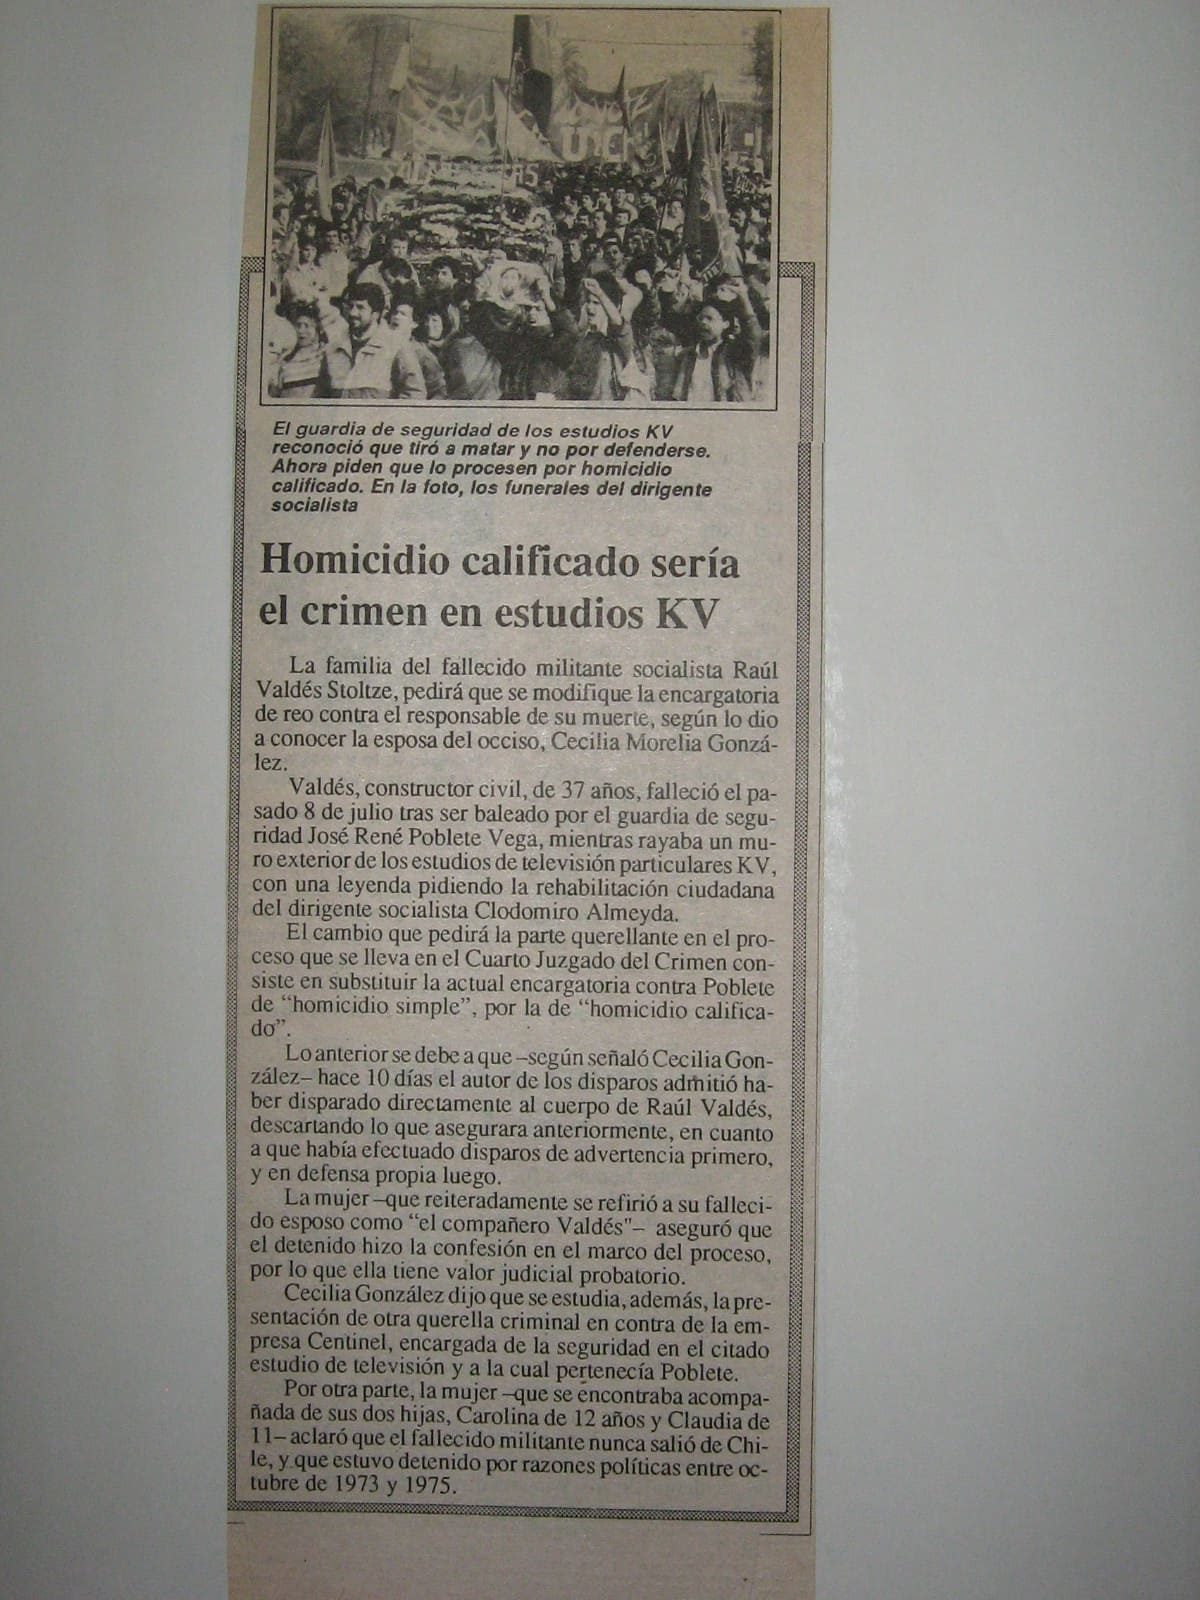 UTCH
AS
El guardia de seguridad de los estudios KV
reconoció que tiró a matar y no por defenderse.
Ahora piden que lo procesen por homicidio
calificado. En la foto, los funerales del dirigente
socialista
Homicidio calificado sería
el crimen en estudios KV
La familia del fallecido militante socialista Raúl
Valdés Stoltze, pedirá que se modifique la encargatoria
de reo contra el responsable de su muerte, según lo dio
a conocer la esposa del occiso, Cecilia Morelia Gonzá-
lez.
Valdés, constructor civil, de 37 años, falleció el pa-
sado 8 de julio tras ser baleado por el guardia de segu-
ridad José René Poblete Vega, mientras rayaba un mu-
ro exterior de los estudios de televisión particulares KV,
con una leyenda pidiendo la rehabilitación ciudadana
del dirigente socialista Clodomiro Almeyda.
El cambio que pedirá la parte querellante en el pro-
ceso que se lleva en el Cuarto Juzgado del Crimen con-
siste en substituir la actual encargatoria contra Poblete
de “homicidio simple”, por la de “homicidio califica-
do”.
Lo anterior se debe a que –según señaló Cecilia Gon-
zález– hace 10 días el autor de los disparos admitió ha-
ber disparado directamente al cuerpo de Raúl Valdés,
descartando lo que asegurara anteriormente, en cuanto
a que había efectuado disparos de advertencia primero,
y en defensa propia luego.
La mujer –que reiteradamente se refirió a su falleci-
do esposo como “el compañero Valdés"– aseguró que
el detenido hizo la confesión en el marco del proceso,
por lo que ella tiene valor judicial probatorio.
Cecilia González dijo que se estudia, además, la pre-
sentación de otra querella criminal en contra de la em-
presa Centinel, encargada de la seguridad en el citado
estudio de televisión y a la cual pertenecía Poblete.
Por otra parte, la mujer –que se encontraba acompa-
ñada de sus dos hijas, Carolina de 12 años y Claudia de
11– aclaró que el fallecido militante nunca salió de Chi-
le, y que estuvo detenido por razones políticas entre oc-
tubre de 1973 y 1975.